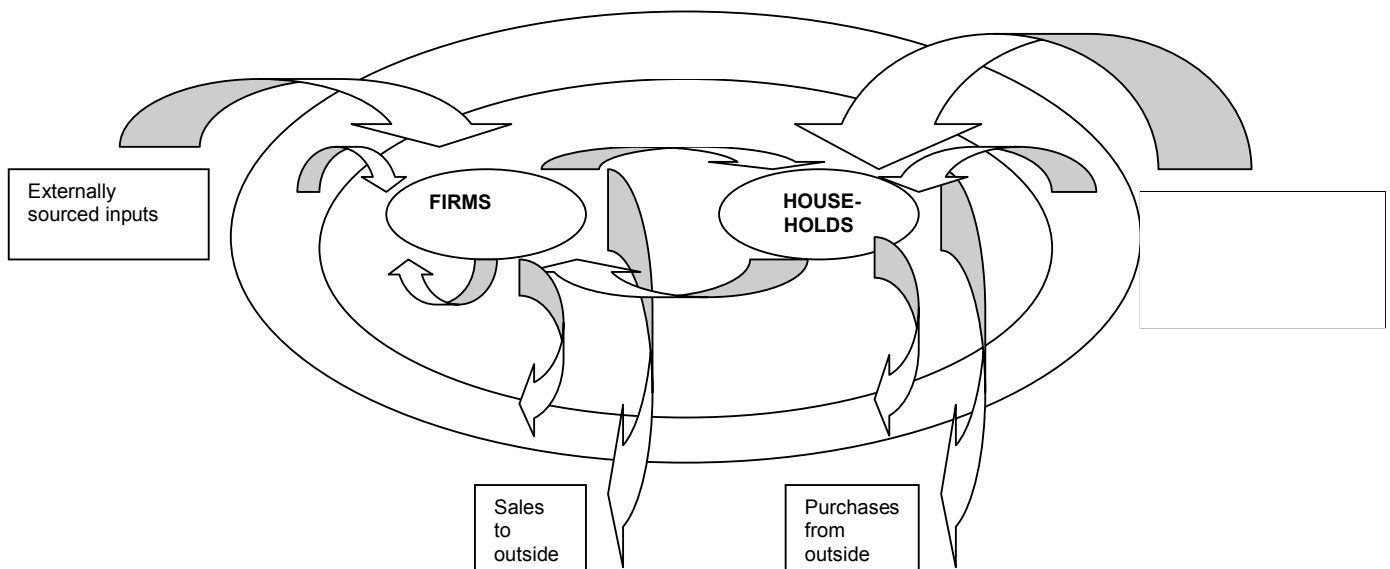 Externally
sourced inputs
FIRMS
HOUSE-
HOLDS
Sales
to
outside
Purchases
from
outside